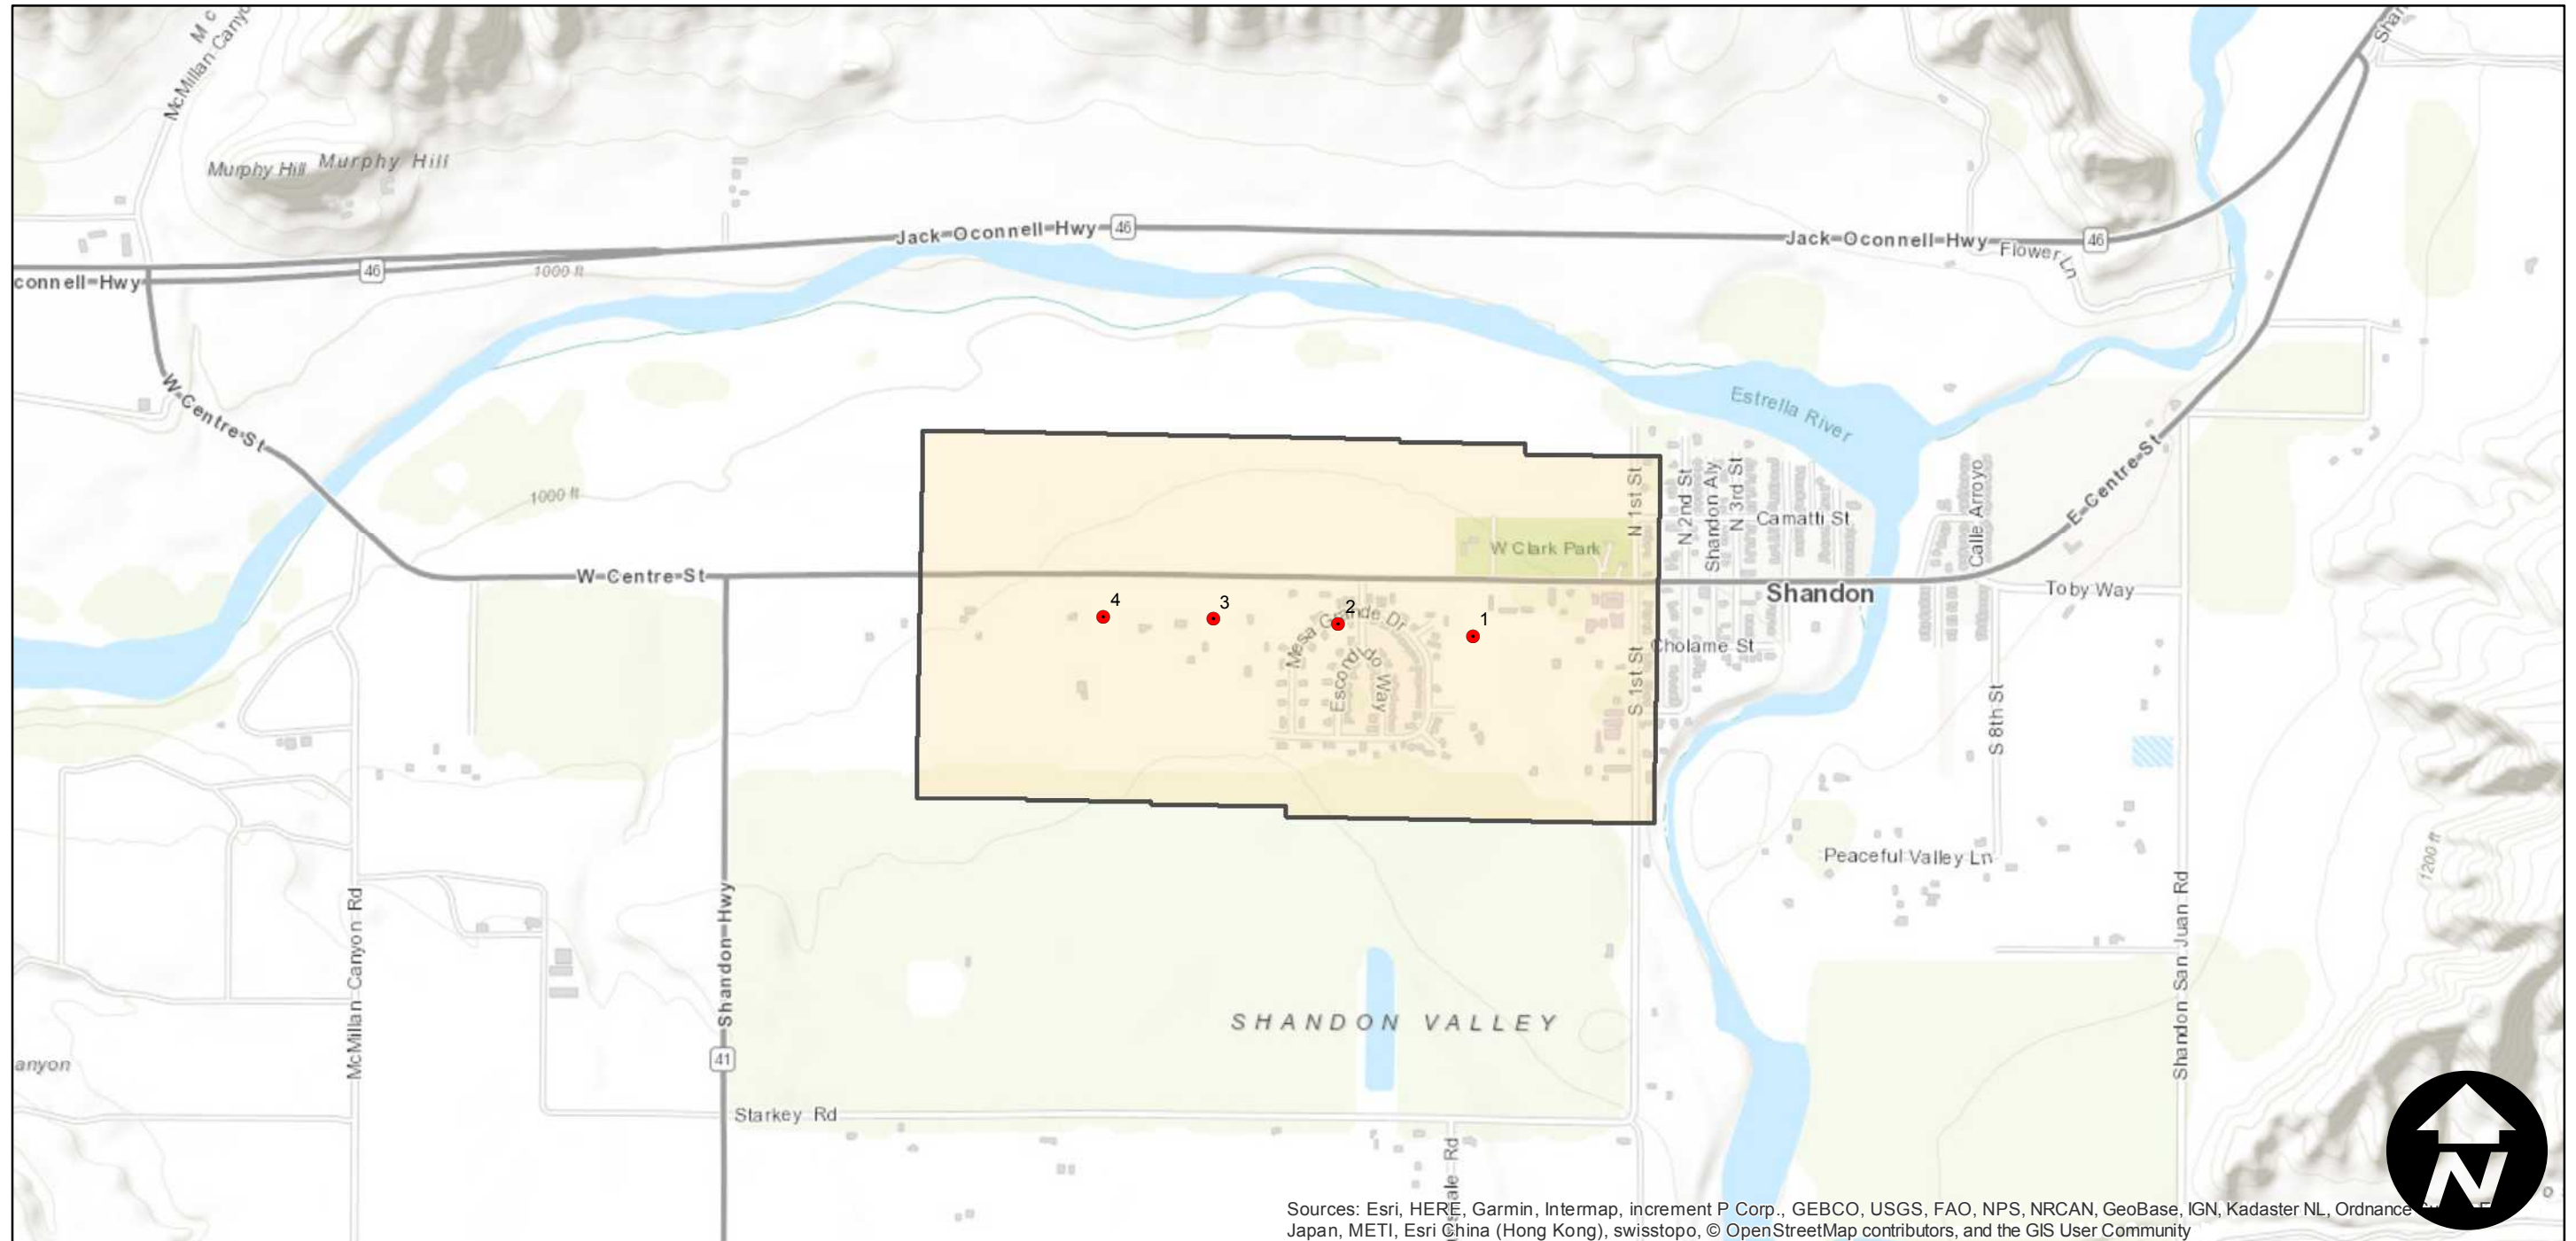 McMillan Canyo
M c
Shan
Murphy Hill
Murphy Hill
Jack Oconnell Hwy
46
Jack Oconnell Hwy
46
Flower Ln
connell Hwy
46
1000 ft
W Centre St
Estrella River
1000 ft
N 1st St
N 2nd St
Shandon Aly
N 3rd St
Camatti St
Calle Arroyo
E Centre St
W Clark Park
W Centre St
Shandon
Toby Way
4
3
2
1
Mesa Grande Dr
Escondido Way
Cholame St
S 1st St
S 8th St
Peaceful Valley Ln
1200 ft
McMillan Canyon Rd
Shandon Hwy
Shandon San Juan Rd
SHANDON VALLEY
41
anyon
Starkey Rd
ale Rd
N
Sources: Esri, HERE, Garmin, Intermap, increment P Corp., GEBCO, USGS, FAO, NPS, NRCAN, GeoBase, IGN, Kadaster NL, Ordnance
Japan, METI, Esri China (Hong Kong), swisstopo, © OpenStreetMap contributors, and the GIS User Community